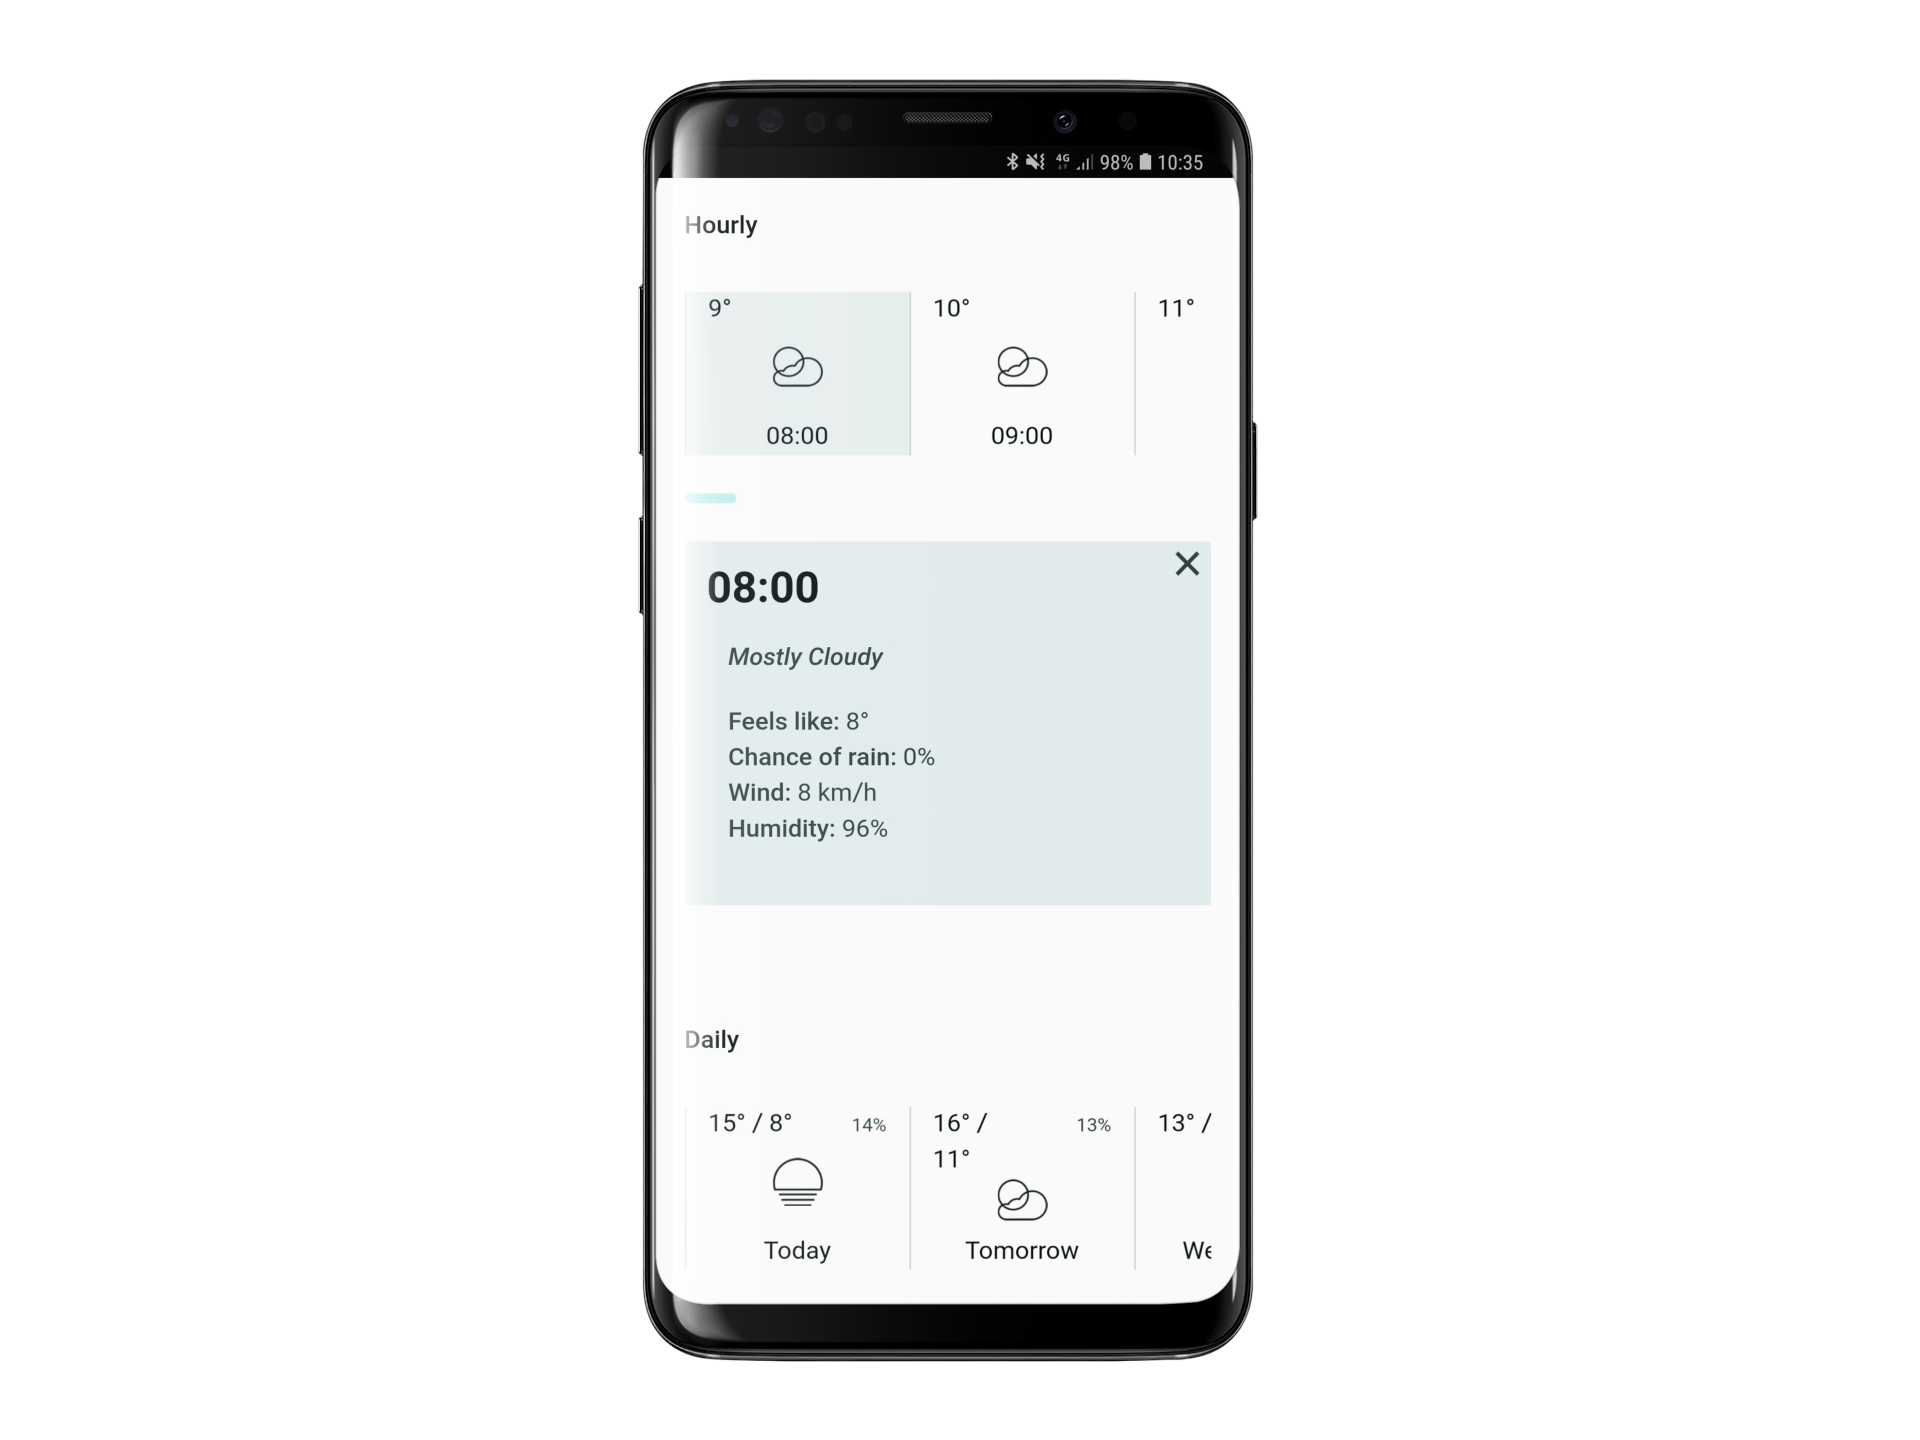 4G 98% 10:35
Hourly
9° 10° 11°
08:00 09:00
08:00
Mostly Cloudy
Feels like: 8°
Chance of rain: 0%
Wind: 8 km/h
Humidity: 96%
Daily
15° / 8° 14% 16° / 13% 13° /
11°
Today Tomorrow